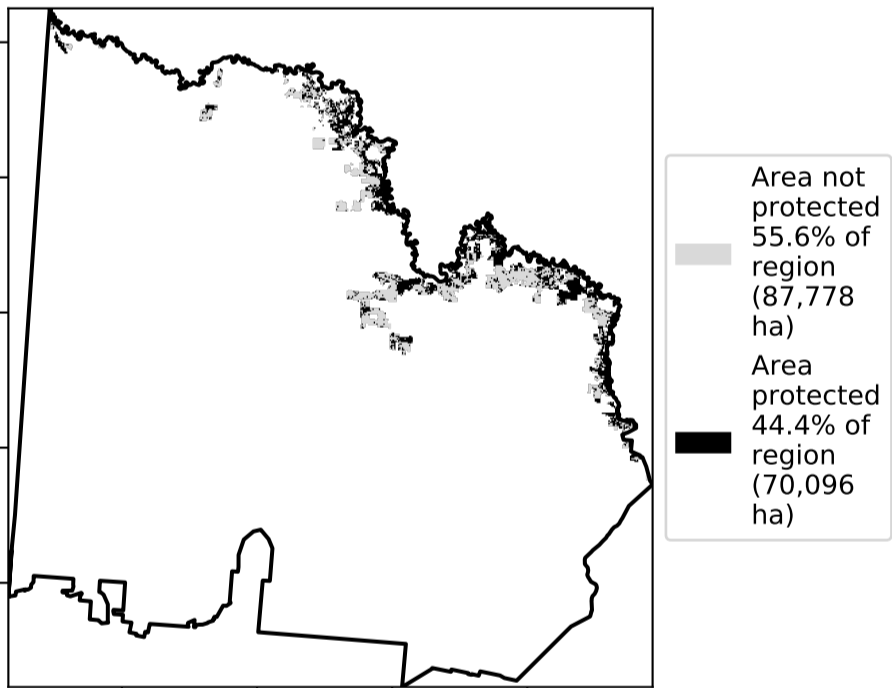 Area not
protected
55.6% of
region
(87,778
ha)
Area
protected
44.4% of
region
(70,096
ha)